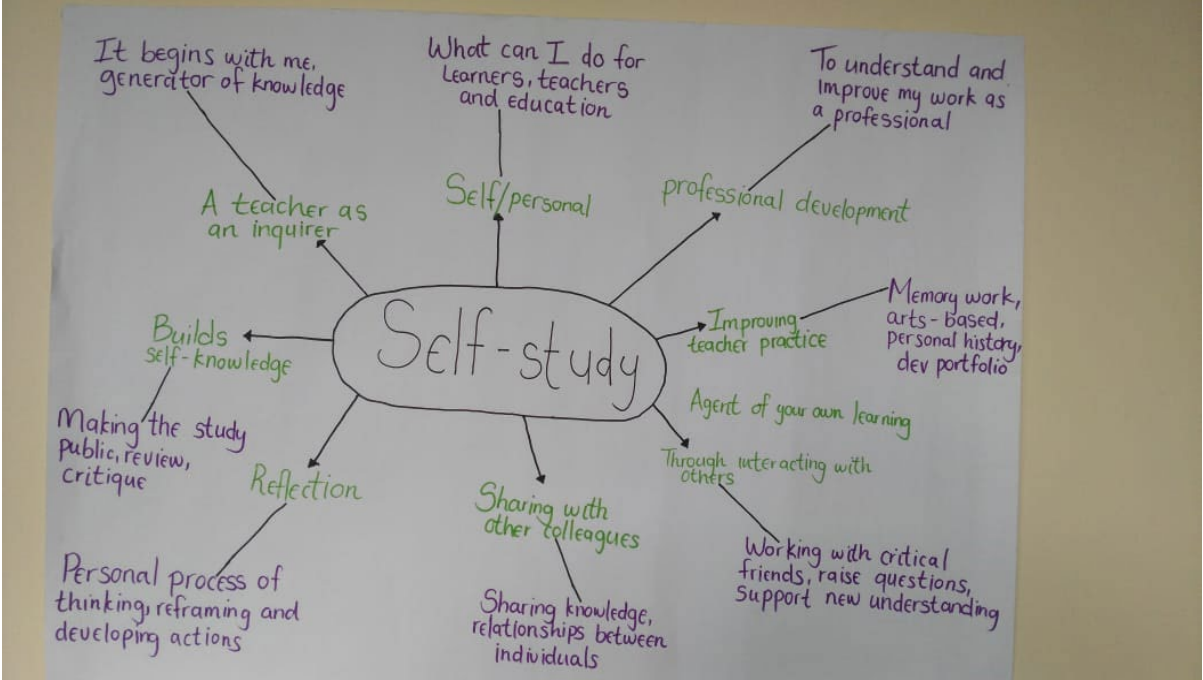 It begins with me,
generator of knowledge
What can I do for
Learners, teachers
and education
To understand and
improve my work as
a professional
A teacher as
an inquirer
Self/personal
professional development
Builds
self-knowledge
Self-study
Improving
teacher practice
Memory work,
arts-based,
personal history,
dev portfolio
Agent of your own learning
Making the study
public, review,
critique
Reflection
Sharing with
other colleagues
Through interacting with
others
Personal process of
thinking, reframing and
developing actions
Sharing knowledge,
relationships between
individuals
Working with critical
friends, raise questions,
support new understanding